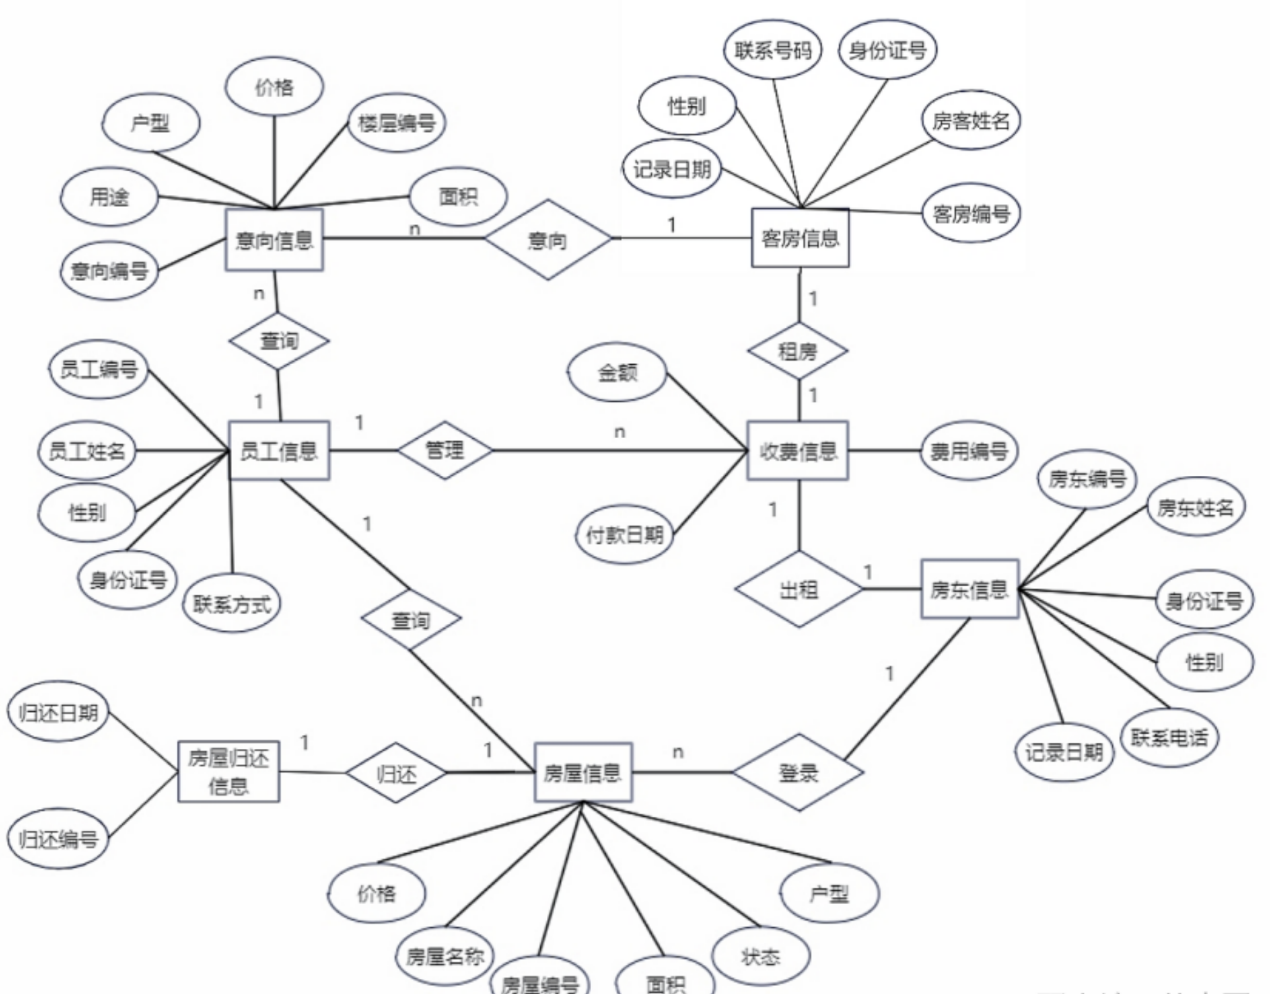 联系号码
身份证号
价格
性别
户型
楼层编号
房客姓名
记录日期
用途
面积
客房编号
意向信息
n
意向
1
客房信息
意向编号
n
1
查询
租房
员工编号
金额
1
1
1
n
员工姓名
员工信息
管理
收费信息
费用编号
房东编号
性别
1
付款日期
1
房东姓名
身份证号
联系方式
出租
1
房东信息
身份证号
查询
性别
1
n
归还日期
联系电话
记录日期
1
1
n
房屋归还
信息
归还
房屋信息
登录
归还编号
价格
户型
房屋名称
状态
房屋编号
面积